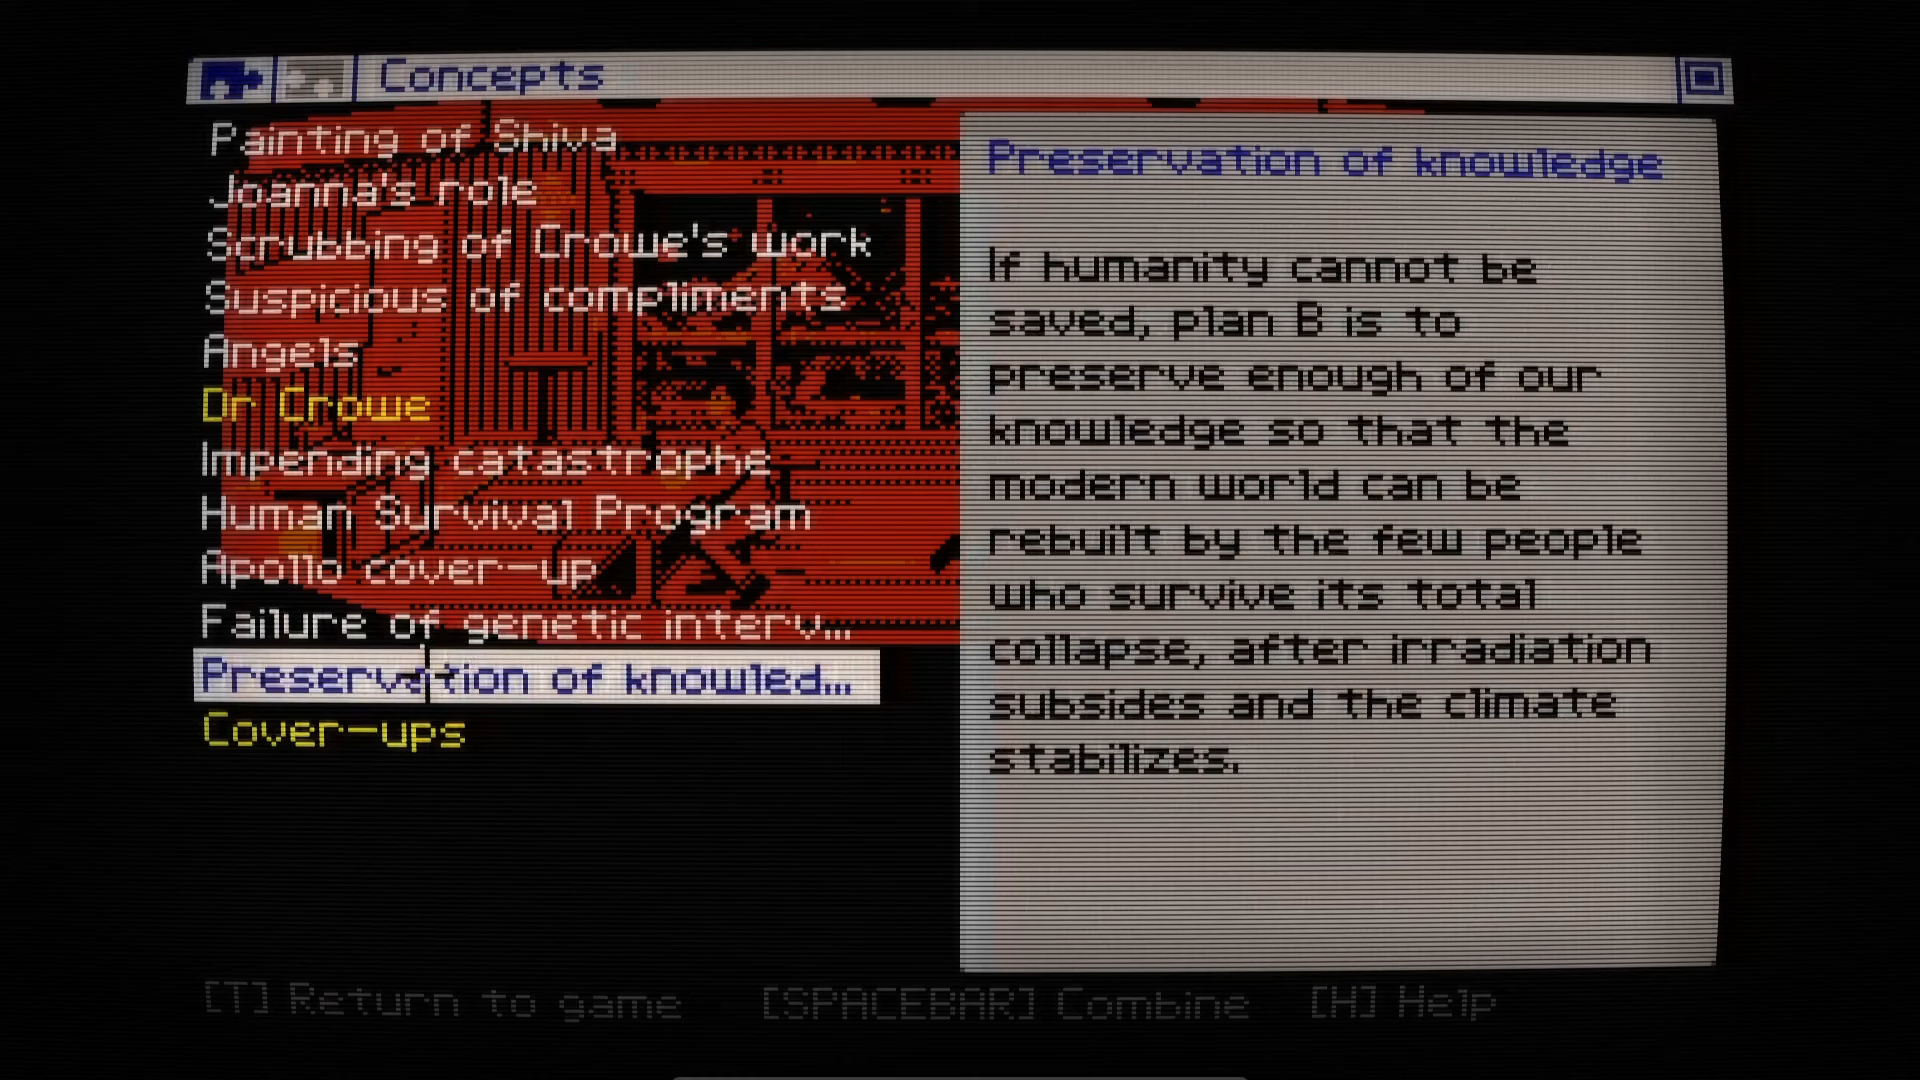 Concepts
Painting of Shiva
Joanna's role
Scrubbing of Crowe's work
Suspicious of compliments
Angels
Dr Crowe
Impending catastrophe
Human Survival Program
Apollo cover-up
Failure of genetic interv...
Preservation of knowled...
Cover-ups
Preservation of knowledge
If humanity cannot be
saved, plan B is to
preserve enough of our
knowledge so that the
modern world can be
rebuilt by the few people
who survive its total
collapse, after irradiation
subsides and the climate
stabilizes.
[T] Return to game [SPACEBAR] Combine [H] Help